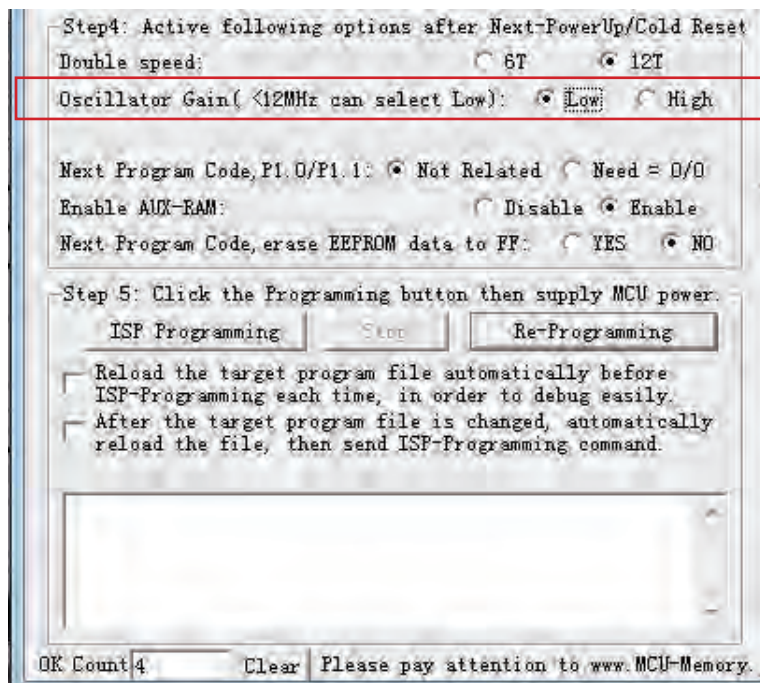 Step4: Active following options after Next-PowerUp/Cold Reset
Double speed: 6T 12T
Oscillator Gain( <12MHz can select Low): Low High
Next Program Code,P1.0/P1.1: Not Related Need = 0/0
Enable AUX-RAM: Disable Enable
Next Program Code,erase EEPROM data to FF: YES NO
Step 5: Click the Programming button then supply MCU power.
ISP Programming Stop Re-Programming
Reload the target program file automatically before
ISP-Programming each time, in order to debug easily.
After the target program file is changed, automatically
reload the file, then send ISP-Programming command.
OK Count 4 Clear Please pay attention to www.MCU-Memory.